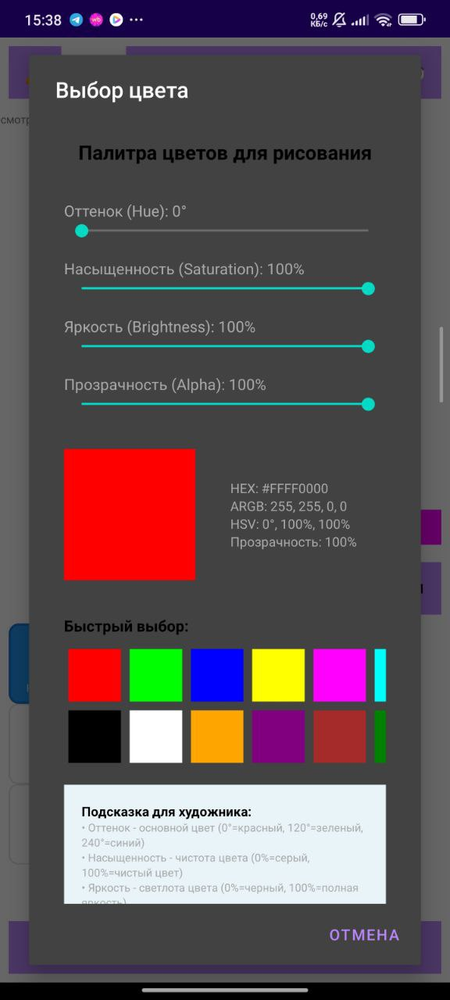 15:38
0,69
КБ/с
смотр
Выбор цвета
Палитра цветов для рисования
Оттенок (Hue): 0°
Насыщенность (Saturation): 100%
Яркость (Brightness): 100%
Прозрачность (Alpha): 100%
HEX: #FFFF0000
ARGB: 255, 255, 0, 0
HSV: 0°, 100%, 100%
Прозрачность: 100%
Быстрый выбор:
Подсказка для художника:
• Оттенок - основной цвет (0°=красный, 120°=зеленый,
240°=синий)
• Насыщенность - чистота цвета (0%=серый,
100%=чистый цвет)
• Яркость - светлота цвета (0%=черный, 100%=полная
яркость)
ОТМЕНА